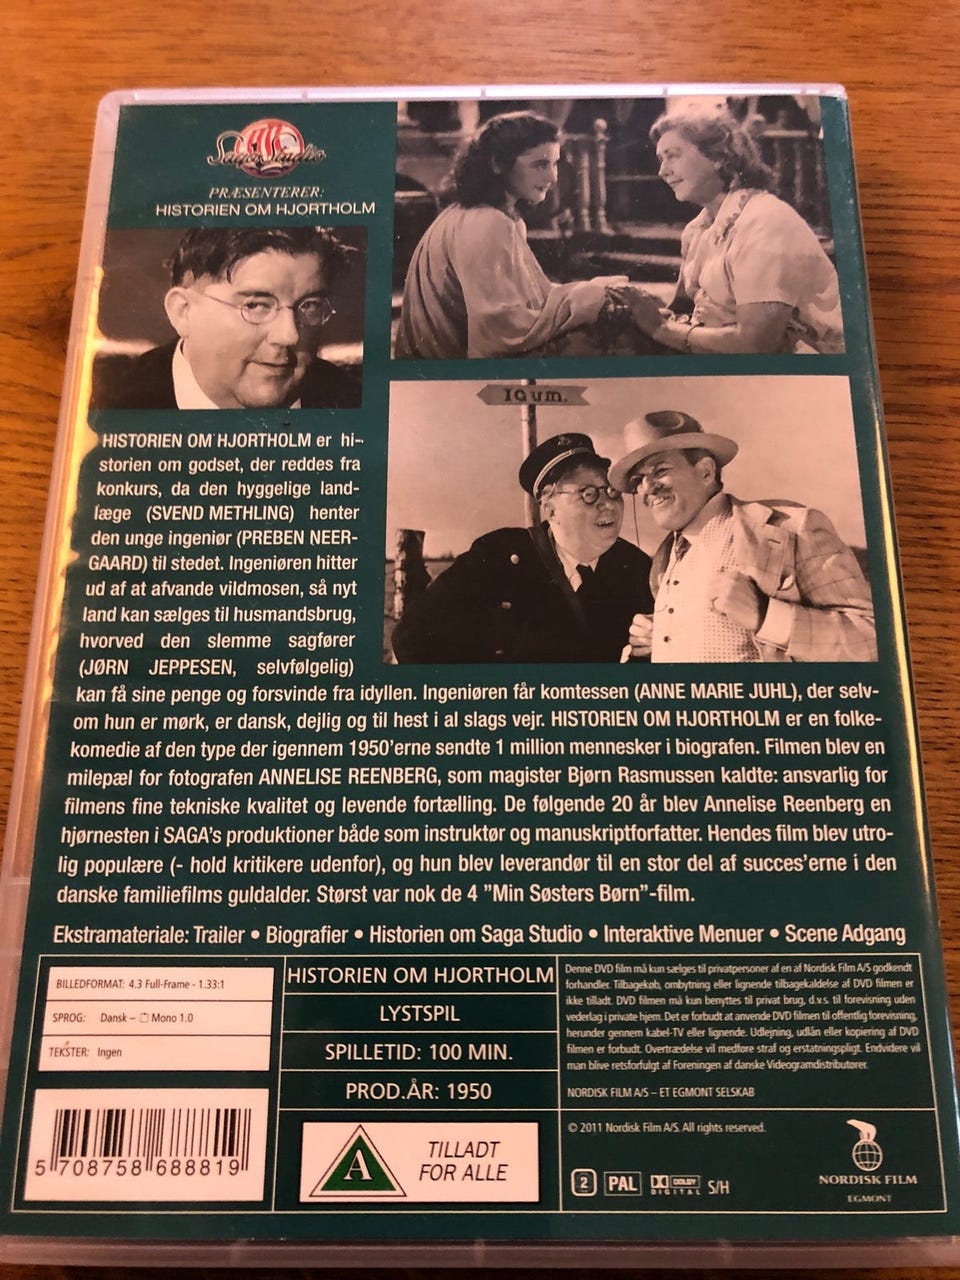 Saga Studio
PRÆSENTERER:
HISTORIEN OM HJORTHOLM
IDUM.
HISTORIEN OM HJORTHOLM er hi-
storien om godset, der reddes fra
konkurs, da den hyggelige land-
læge (SVEND METHLING) henter
den unge ingeniør (PREBEN NEER-
GAARD) til stedet. Ingeniøren hitter
ud af at afvande vildmosen, så nyt
land kan sælges til husmandsbrug,
hvorved den slemme sagfører
(JØRN JEPPESEN, selvfølgelig)
kan få sine penge og forsvinde fra idyllen. Ingeniøren får komtessen (ANNE MARIE JUHL), der selv-
om hun er mørk, er dansk, dejlig og til hest i al slags vejr. HISTORIEN OM HJORTHOLM er en folke-
komedie af den type der igennem 1950'erne sendte 1 million mennesker i biografen. Filmen blev en
milepæl for fotografen ANNELISE REENBERG, som magister Bjørn Rasmussen kaldte: ansvarlig for
filmens fine tekniske kvalitet og levende fortælling. De følgende 20 år blev Annelise Reenberg en
hjørnesten i SAGA's produktioner både som instruktør og manuskriptforfatter. Hendes film blev utro-
lig populære (- hold kritikere udenfor), og hun blev leverandør til en stor del af succes'erne i den
danske familiefilms guldalder. Størst var nok de 4 "Min Søsters Børn"-film.
Ekstramateriale: Trailer • Biografier • Historien om Saga Studio • Interaktive Menuer • Scene Adgang
BILLEDFORMAT: 4.3 Full-Frame - 1.33:1
SPROG: Dansk – Mono 1.0
TEKSTER: Ingen
5 708758 688819
HISTORIEN OM HJORTHOLM
LYSTSPIL
SPILLETID: 100 MIN.
PROD.ÅR: 1950
A
TILLADT
FOR ALLE
Denne DVD film må kun sælges til privatpersoner af en af Nordisk Film A/S godkendt
forhandler. Tilbagekøb, ombytning eller lignende tilbagekaldelse af DVD filmen er
ikke tilladt. DVD filmen må kun benyttes til privat brug, d.v.s. til forevisning uden
vederlag i private hjem. Det er forbudt at anvende DVD filmen til offentlig forevisning,
herunder gennem kabel-TV eller lignende. Udlejning, udlån eller kopiering af DVD
filmen er forbudt. Overtrædelse vil medføre straf og erstatningspligt. Endvidere vil
man blive retsforfulgt af Foreningen af danske Videogramdistributører.
NORDISK FILM A/S – ET EGMONT SELSKAB
© 2011 Nordisk Film A/S. All rights reserved.
2 PAL DOLBY DIGITAL S/H
NORDISK FILM
EGMONT